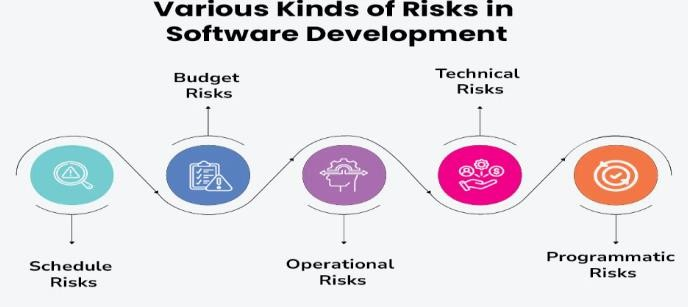 Various Kinds of Risks in
Software Development
Budget
Risks
Technical
Risks
Schedule
Risks
Operational
Risks
Programmatic
Risks